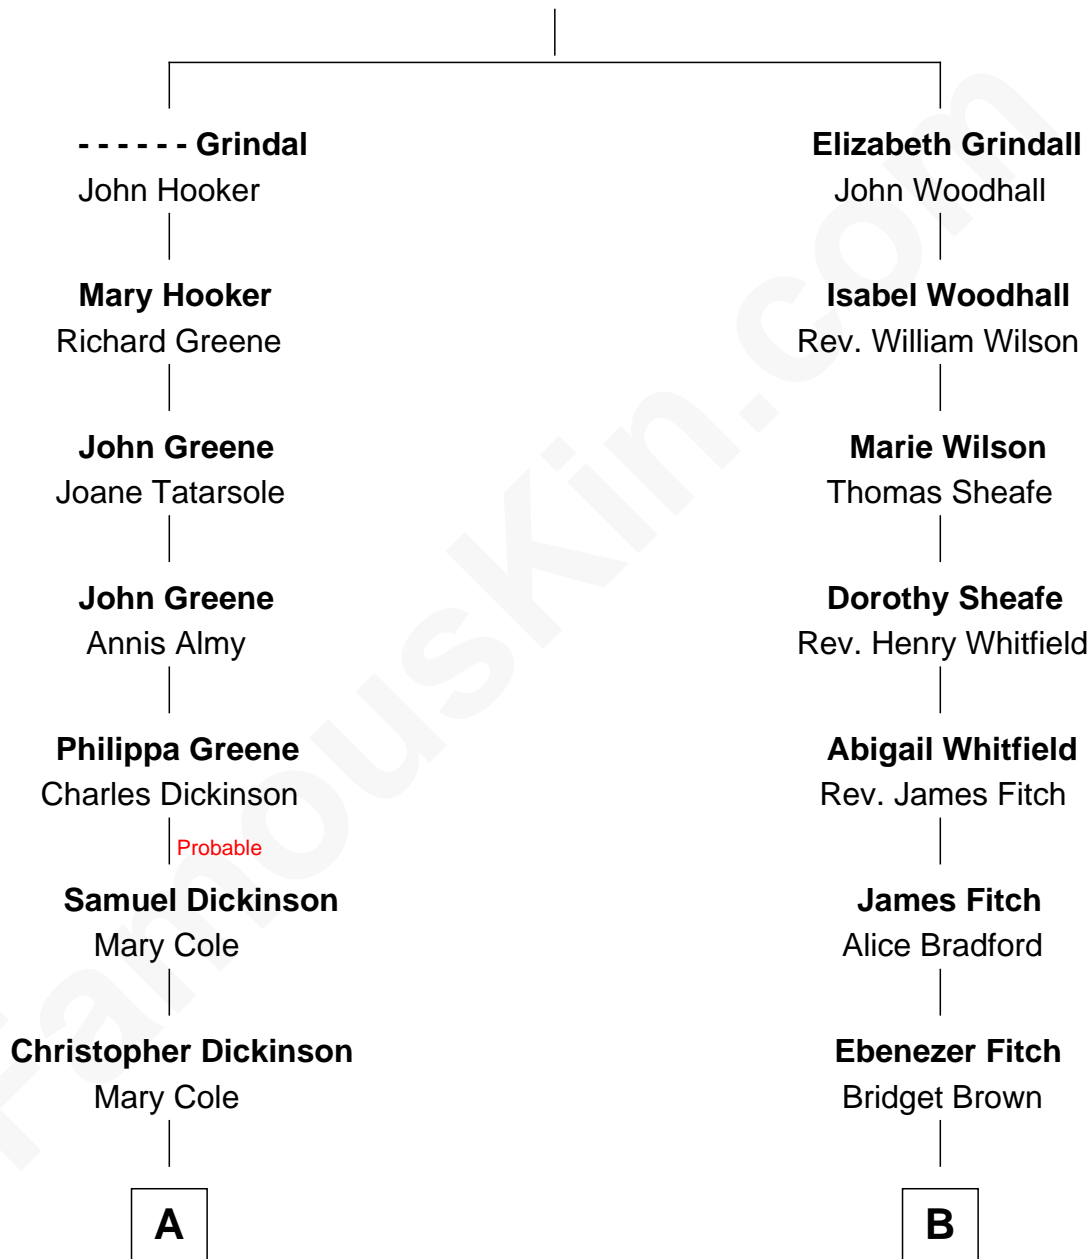 - - - - - - Grindal
John Hooker
Mary Hooker
Richard Greene
John Greene
Joane Tatarsole
John Greene
Annis Almy
Philippa Greene
Charles Dickinson
Probable
Samuel Dickinson
Mary Cole
Christopher Dickinson
Mary Cole
A
Elizabeth Grindall
John Woodhall
Isabel Woodhall
Rev. William Wilson
Marie Wilson
Thomas Sheafe
Dorothy Sheafe
Rev. Henry Whitfield
Abigail Whitfield
Rev. James Fitch
James Fitch
Alice Bradford
Ebenezer Fitch
Bridget Brown
B
FamousKin.com